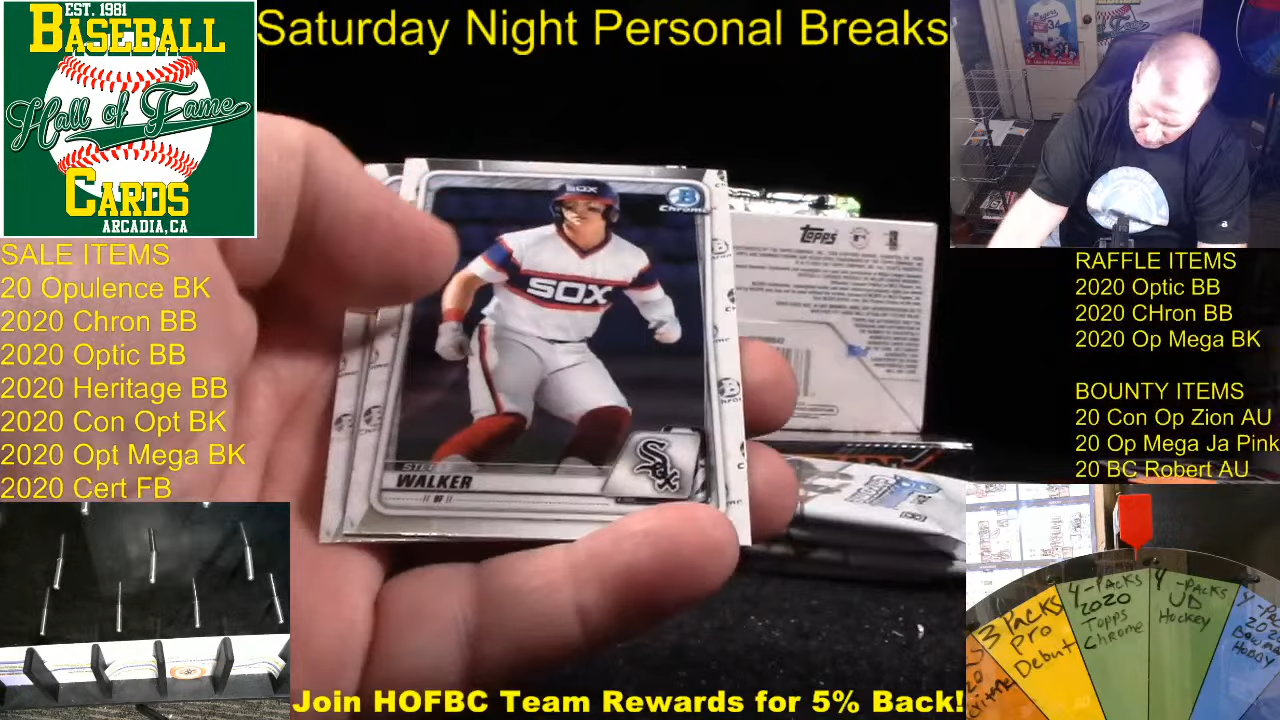 EST. 1981
BASEBALL
Hall of Fame
CARDS
ARCADIA, CA
Saturday Night Personal Breaks
SALE ITEMS
20 Opulence BK
2020 Chron BB
2020 Optic BB
2020 Heritage BB
2020 Con Opt BK
2020 Opt Mega BK
2020 Cert FB
SOX
B
Chrome
SOX
Sox
WALKER
OF
topps
RAFFLE ITEMS
2020 Optic BB
2020 CHron BB
2020 Op Mega BK
BOUNTY ITEMS
20 Con Op Zion AU
20 Op Mega Ja Pink
20 BC Robert AU
3 PACKS
PRO
Debut
4-PACKS
2020
Topps
Chrome
4-PACKS
UD
Hockey
Join HOFBC Team Rewards for 5% Back!